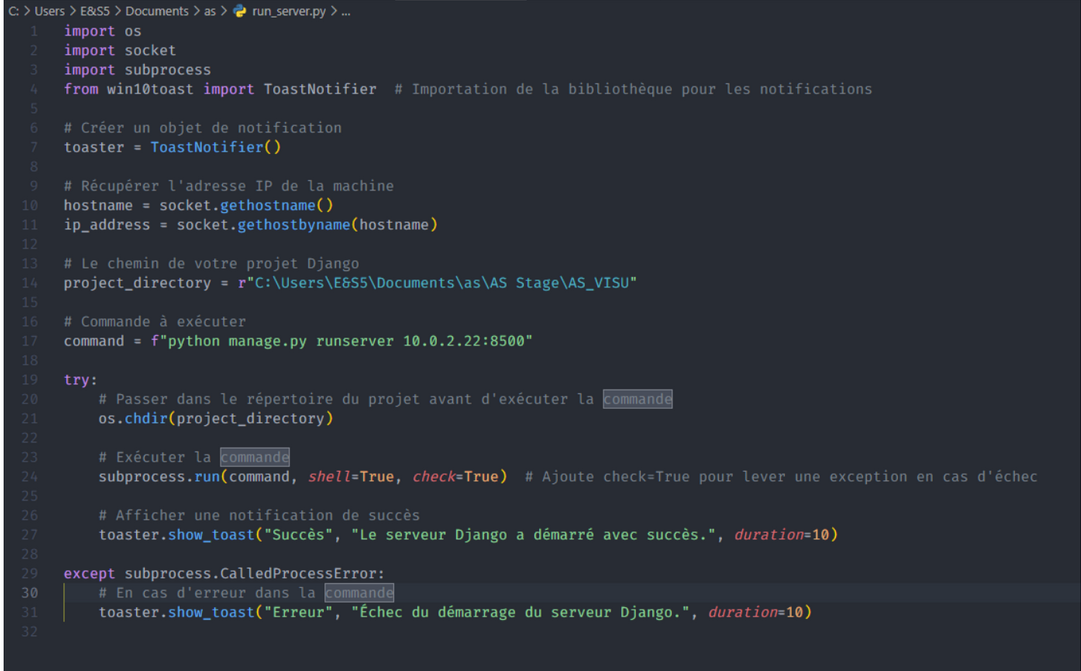 C: > Users > E&S5 > Documents > as > run_server.py > ...
1 import os
2 import socket
3 import subprocess
4 from win10toast import ToastNotifier  # Importation de la bibliothèque pour les notifications
5
6 # Créer un objet de notification
7 toaster = ToastNotifier()
8
9 # Récupérer l'adresse IP de la machine
10 hostname = socket.gethostname()
11 ip_address = socket.gethostbyname(hostname)
12
13 # Le chemin de votre projet Django
14 project_directory = r"C:\Users\E&S5\Documents\as\AS Stage\AS_VISU"
15
16 # Commande à exécuter
17 command = f"python manage.py runserver 10.0.2.22:8500"
18
19 try:
20     # Passer dans le répertoire du projet avant d'exécuter la commande
21     os.chdir(project_directory)
22
23     # Exécuter la commande
24     subprocess.run(command, shell=True, check=True)  # Ajoute check=True pour lever une exception en cas d'échec
25
26     # Afficher une notification de succès
27     toaster.show_toast("Succès", "Le serveur Django a démarré avec succès.", duration=10)
28
29 except subprocess.CalledProcessError:
30     # En cas d'erreur dans la commande
31     toaster.show_toast("Erreur", "Échec du démarrage du serveur Django.", duration=10)
32